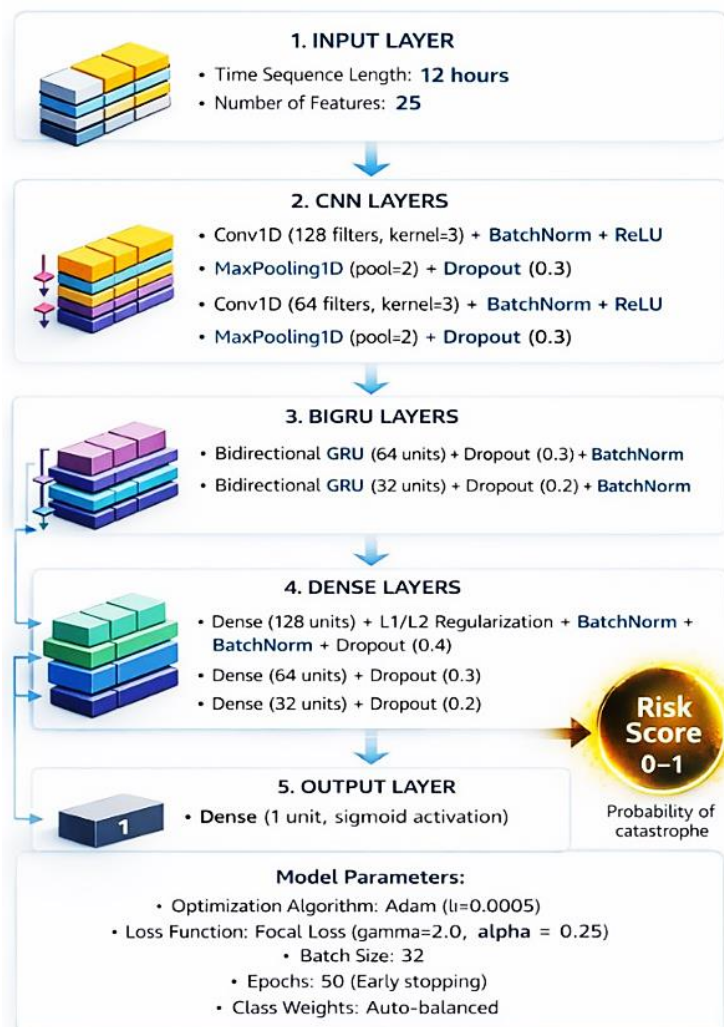 1. INPUT LAYER
• Time Sequence Length: 12 hours
• Number of Features: 25
2. CNN LAYERS
• Conv1D (128 filters, kernel=3) + BatchNorm + ReLU
• MaxPooling1D (pool=2) + Dropout (0.3)
• Conv1D (64 filters, kernel=3) + BatchNorm + ReLU
• MaxPooling1D (pool=2) + Dropout (0.3)
3. BIGRU LAYERS
• Bidirectional GRU (64 units) + Dropout (0.3) + BatchNorm
• Bidirectional GRU (32 units) + Dropout (0.2) + BatchNorm
4. DENSE LAYERS
• Dense (128 units) + L1/L2 Regularization + BatchNorm +
BatchNorm + Dropout (0.4)
• Dense (64 units) + Dropout (0.3)
• Dense (32 units) + Dropout (0.2)
Risk
Score
0–1
Probability of
catastrophe
5. OUTPUT LAYER
1
• Dense (1 unit, sigmoid activation)
Model Parameters:
• Optimization Algorithm: Adam (lı=0.0005)
• Loss Function: Focal Loss (gamma=2.0, alpha = 0.25)
• Batch Size: 32
• Epochs: 50 (Early stopping)
• Class Weights: Auto-balanced